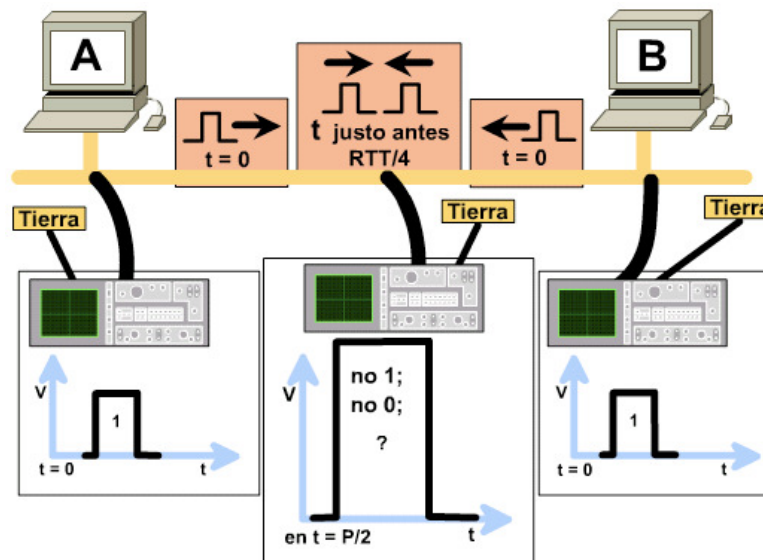 A
B
t = 0
t justo antes
RTT/4
t = 0
Tierra
Tierra
Tierra
V
1
t = 0
t
V
no 1;
no 0;
?
en t = P/2
t
V
1
t = 0
t